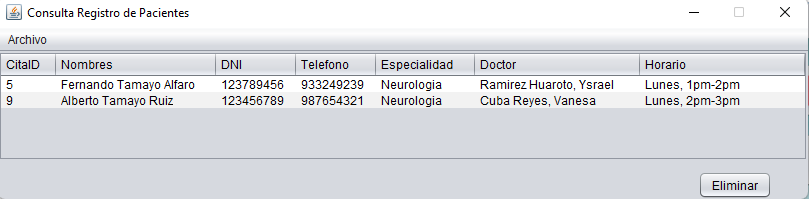 Consulta Registro de Pacientes
Archivo
CitaID Nombres DNI Telefono Especialidad Doctor Horario
5 Fernando Tamayo Alfaro 123789456 933249239 Neurologia Ramirez Huaroto, Ysrael Lunes, 1pm-2pm
9 Alberto Tamayo Ruiz 123456789 987654321 Neurologia Cuba Reyes, Vanesa Lunes, 2pm-3pm
Eliminar